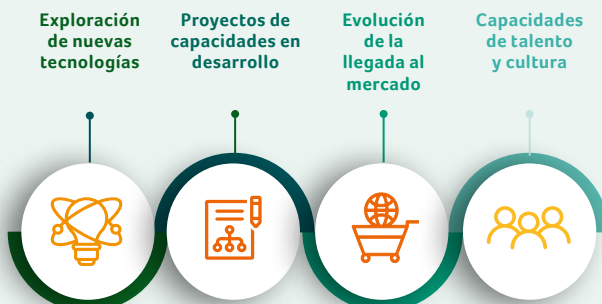 Exploración
de nuevas
tecnologías
Proyectos de
capacidades en
desarrollo
Evolución
de la
llegada al
mercado
Capacidades
de talento
y cultura